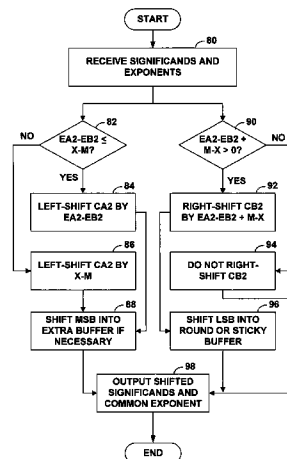 START
80
RECEIVE SIGNIFICANDS AND
EXPONENTS
82
EA2-EB2 ≤
X-M?
NO
YES
90
EA2-EB2 +
M-X > 0?
NO
YES
84
LEFT-SHIFT CA2 BY
EA2-EB2
92
RIGHT-SHIFT CB2
BY EA2-EB2 + M-X
86
LEFT-SHIFT CA2 BY
X-M
94
DO NOT RIGHT-
SHIFT CB2
88
SHIFT MSB INTO
EXTRA BUFFER IF
NECESSARY
96
SHIFT LSB INTO
ROUND OR STICKY
BUFFER
98
OUTPUT SHIFTED
SIGNIFICANDS AND
COMMON EXPONENT
END